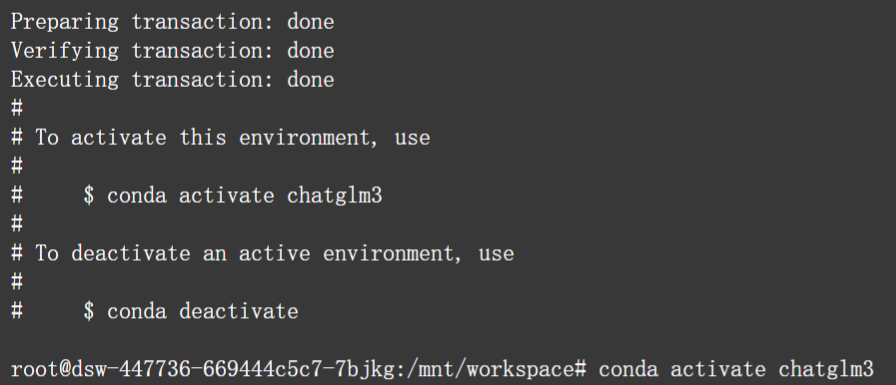 Preparing transaction: done
Verifying transaction: done
Executing transaction: done
#
# To activate this environment, use
#
#     $ conda activate chatglm3
#
# To deactivate an active environment, use
#
#     $ conda deactivate
root@dsw-447736-669444c5c7-7bjkg:/mnt/workspace# conda activate chatglm3